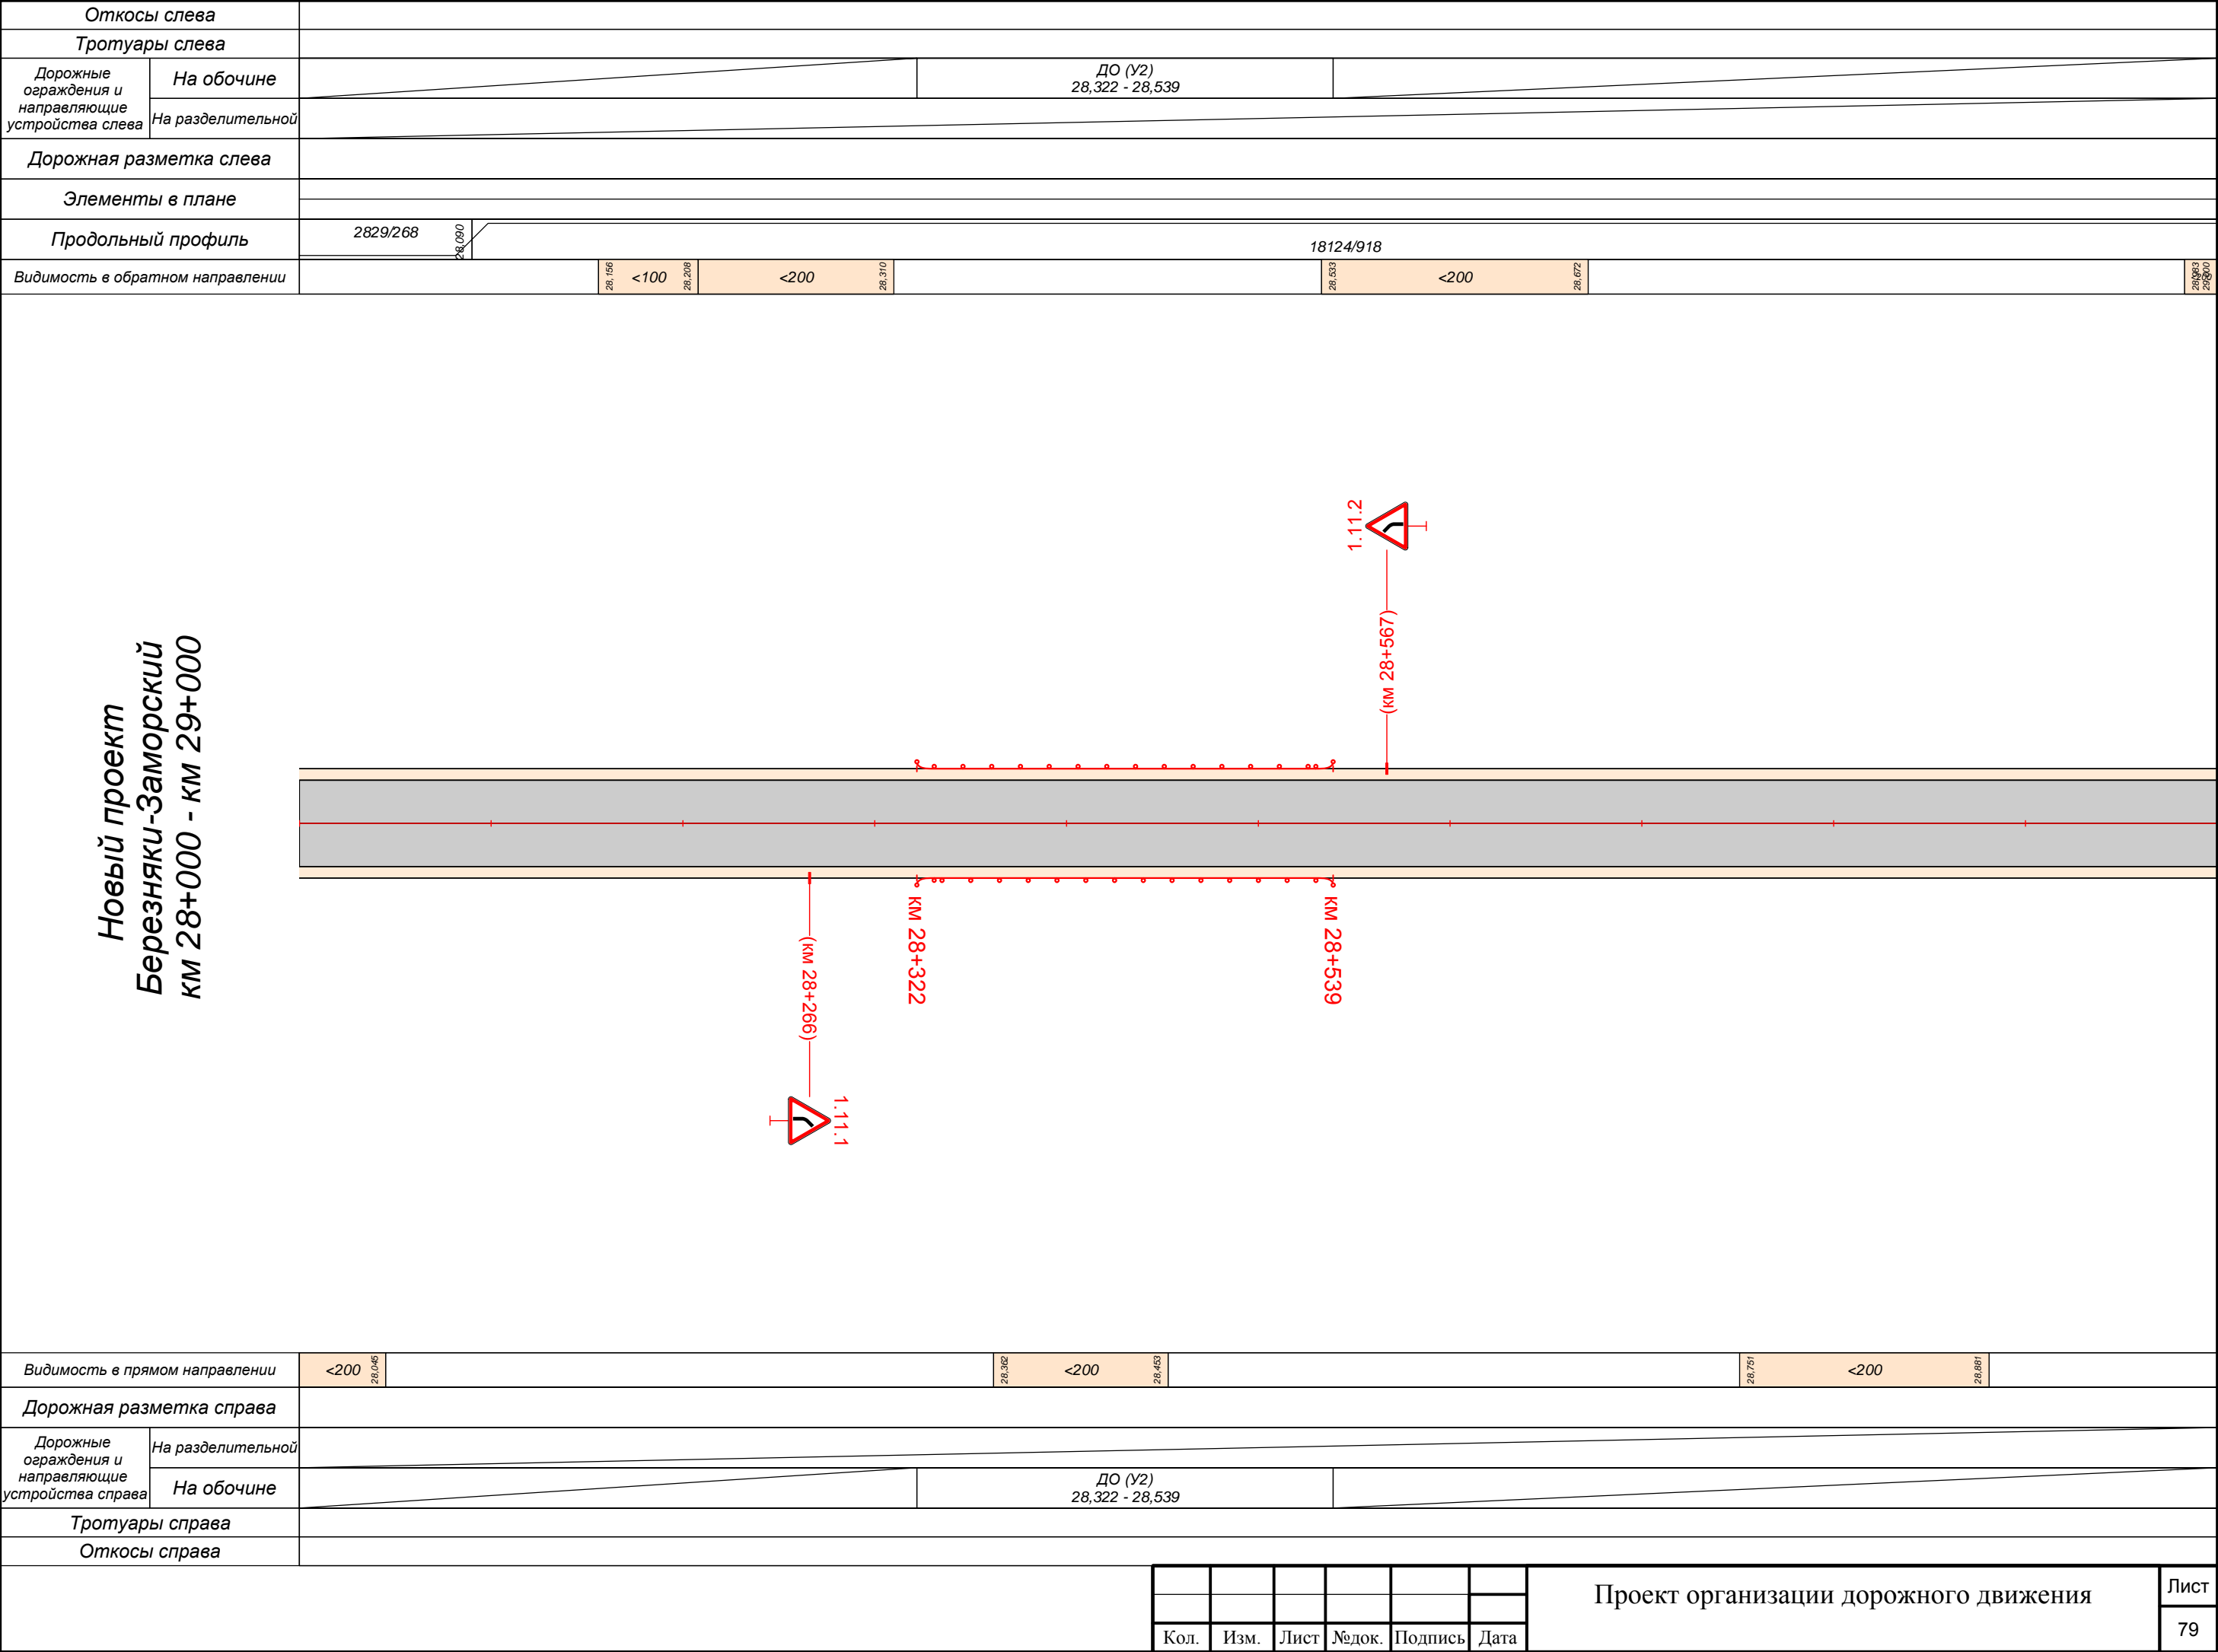 Откосы слева
Тротуары слева
Дорожные
ограждения и
направляющие
устройства слева
На обочине
ДО (У2)
28,322 - 28,539
На разделительной
Дорожная разметка слева
Элементы в плане
Продольный профиль
2829/268
28,090
18124/918
Видимость в обратном направлении
28,156
<100
28,208
<200
28,310
28,533
<200
28,672
29,000
1.11.2
(км 28+567)
Новый проект
Березняки-Заморский
км 28+000 - км 29+000
км 28+322
км 28+539
(км 28+266)
1.11.1
Видимость в прямом направлении
<200
28,045
28,362
<200
28,453
28,751
<200
28,881
Дорожная разметка справа
Дорожные
ограждения и
направляющие
устройства справа
На разделительной
На обочине
ДО (У2)
28,322 - 28,539
Тротуары справа
Откосы справа
Проект организации дорожного движения
Лист
79
Кол.
Изм.
Лист
№док.
Подпись
Дата